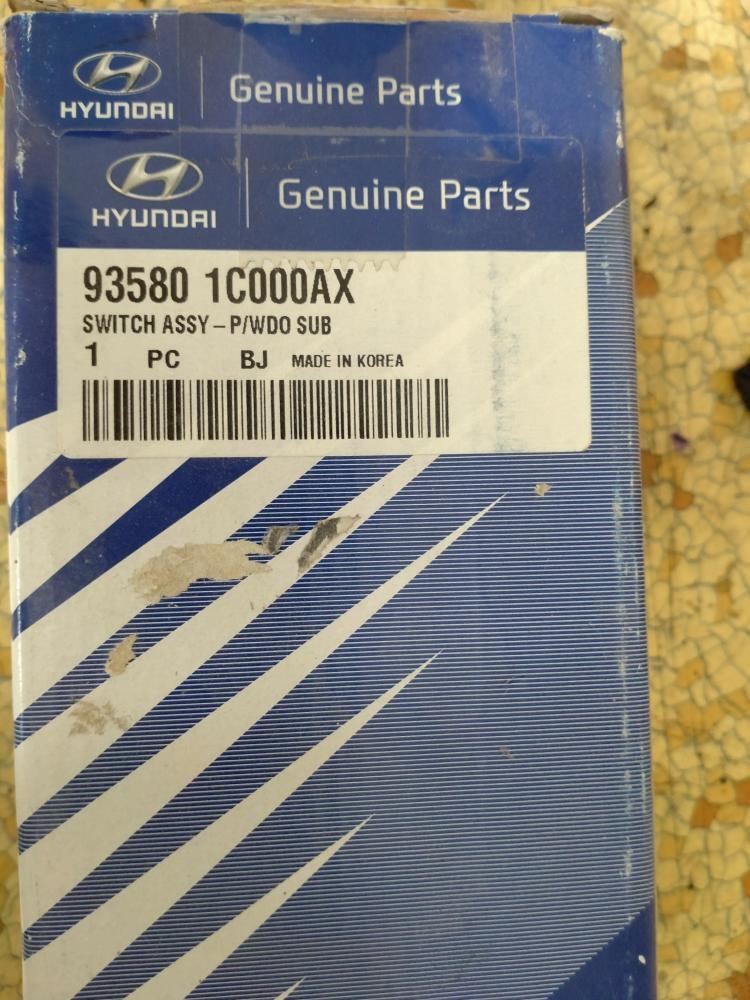 HYUNDAI Genuine Parts
HYUNDAI Genuine Parts
93580 1C000AX
SWITCH ASSY – P/WDO SUB
1 PC BJ MADE IN KOREA